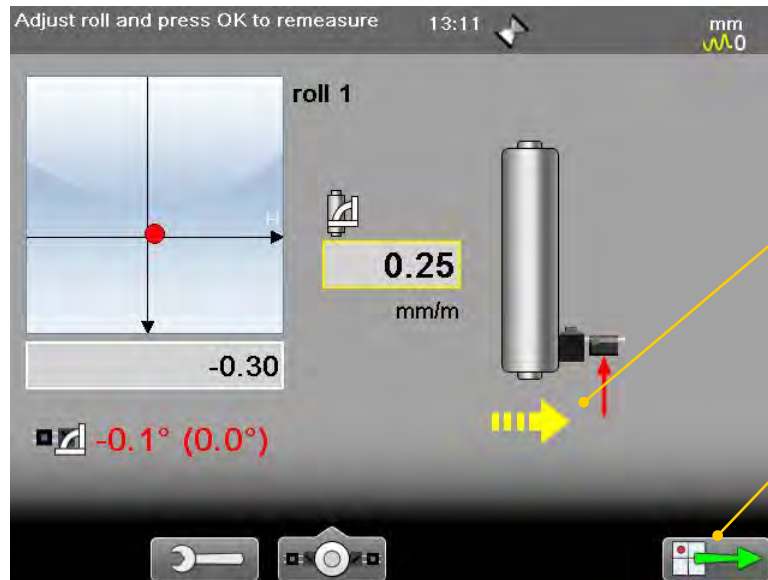 Adjust roll and press OK to remeasure 13:11 mm
0
roll 1
H
0.25
mm/m
-0.30
-0.1° (0.0°)